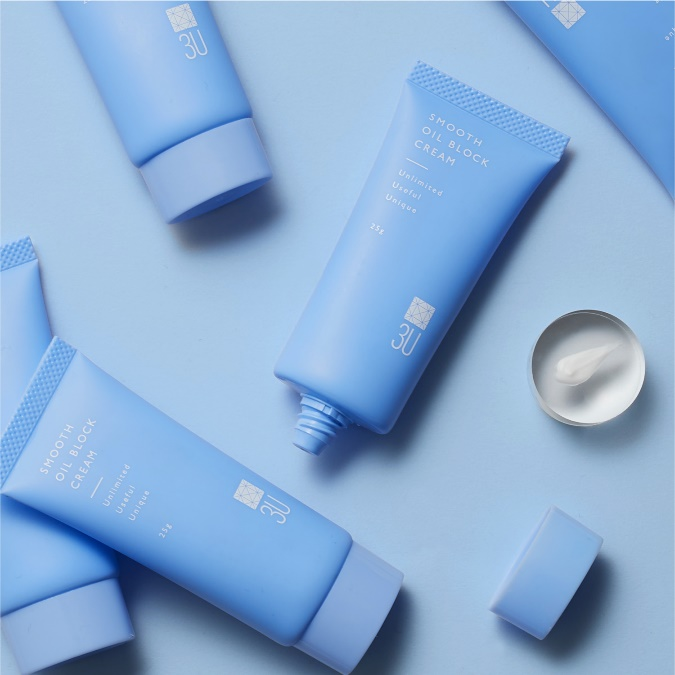 3U
SMOOTH
OIL BLOCK
CREAM
Unlimited
Useful
Unique
25g
3U
SMOOTH
OIL BLOCK
CREAM
Unlimited
Useful
Unique
25g
3U